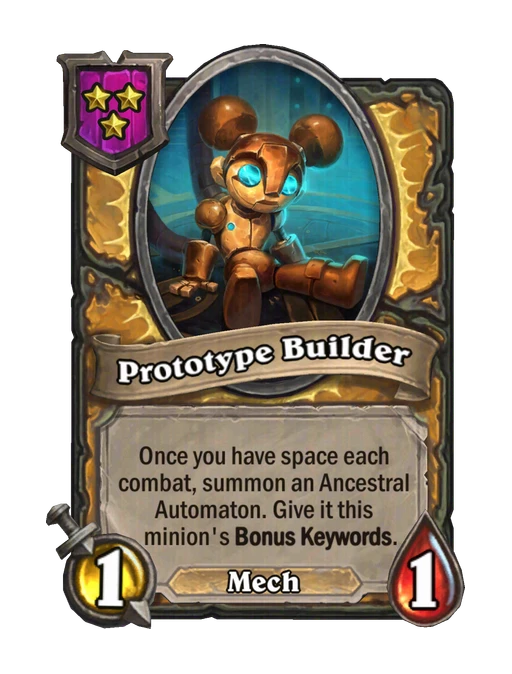 Prototype Builder
Once you have space each
combat, summon an Ancestral
Automaton. Give it this
minion's Bonus Keywords.
Mech
1
1